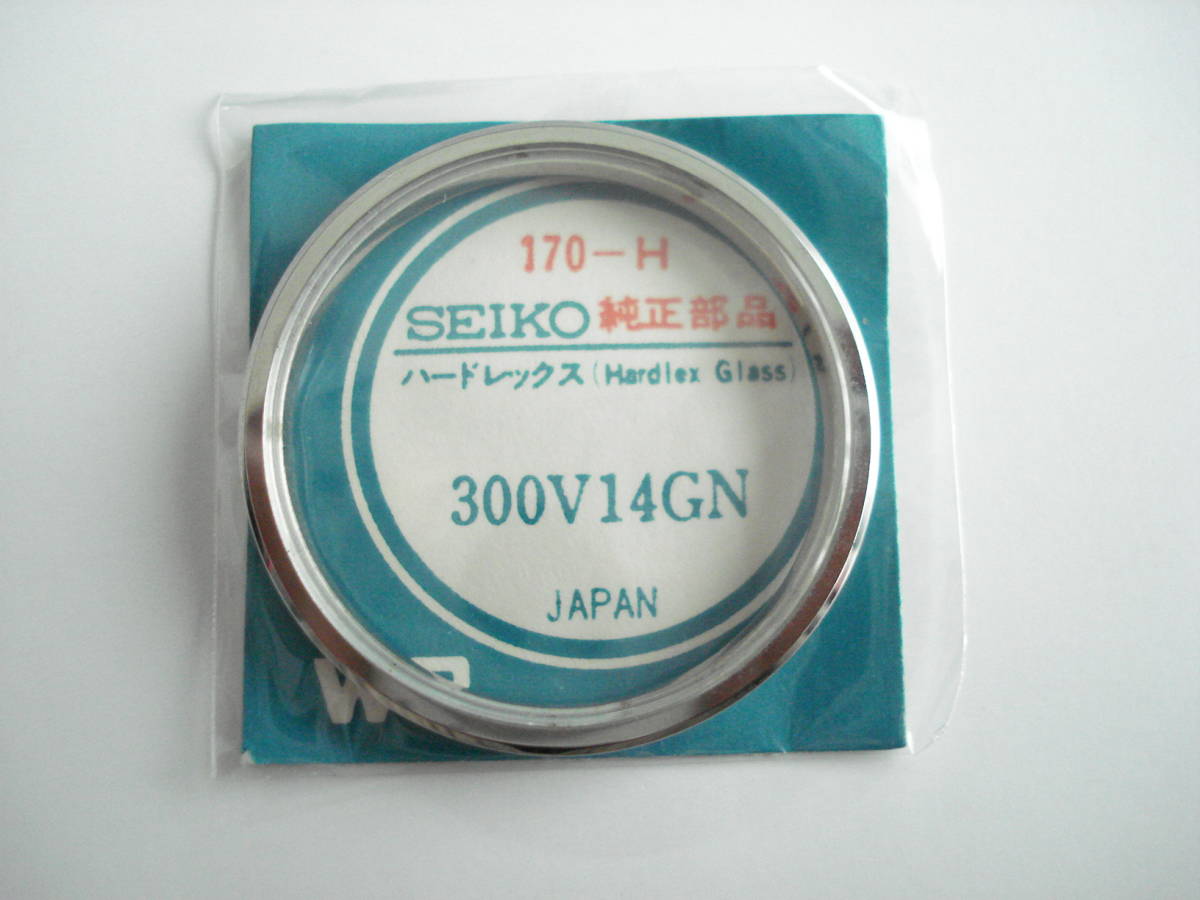 170-H
SEIKO 純正部品
ハードレックス(Hardlex Glass)
300V14GN
JAPAN